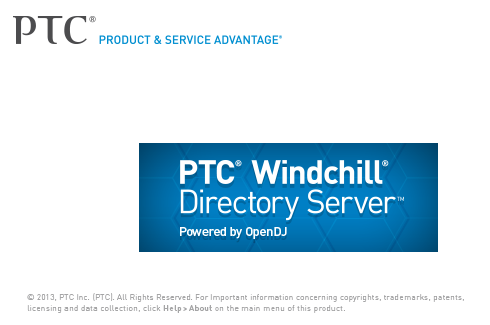 PTC®
PRODUCT & SERVICE ADVANTAGE®
PTC® Windchill®
Directory Server™
Powered by OpenDJ
© 2013, PTC Inc. (PTC). All Rights Reserved. For Important information concerning copyrights, trademarks, patents,
licensing and data collection, click Help > About on the main menu of this product.